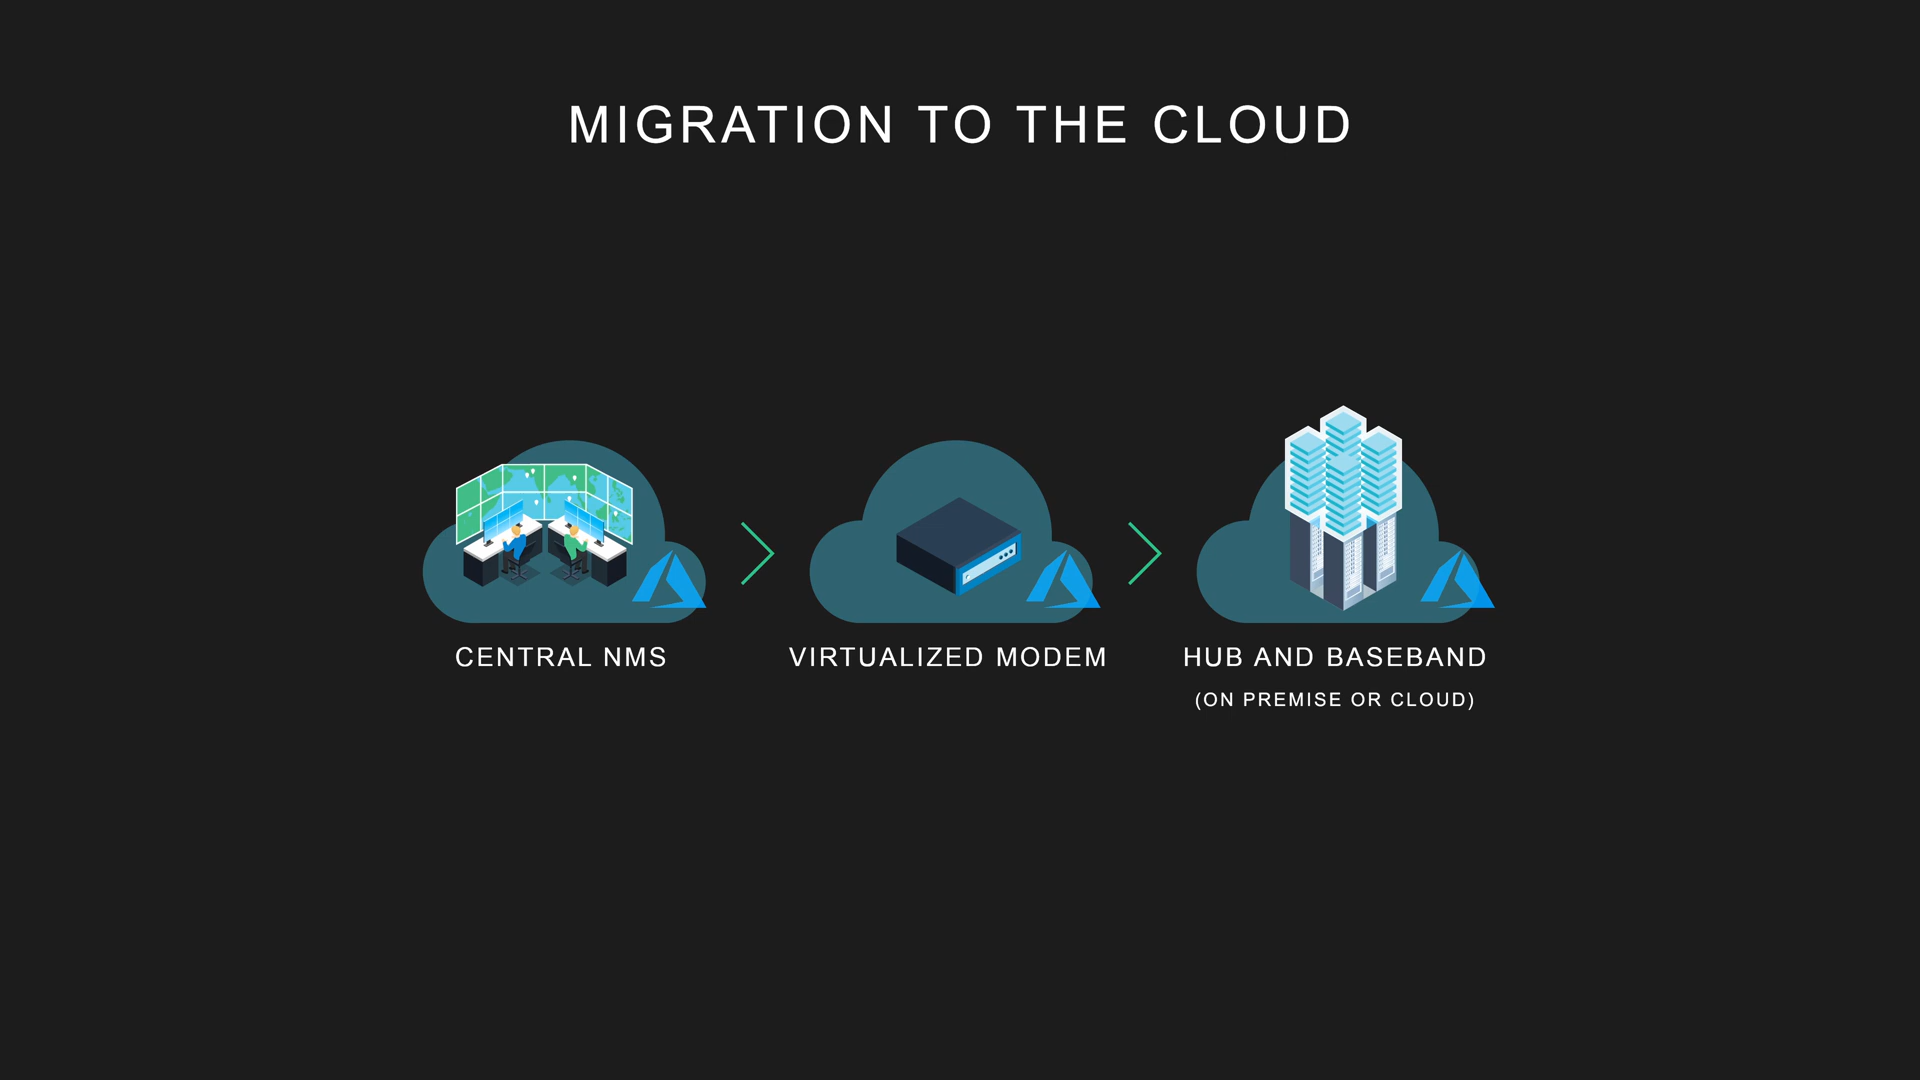 MIGRATION TO THE CLOUD
CENTRAL NMS
VIRTUALIZED MODEM
HUB AND BASEBAND
(ON PREMISE OR CLOUD)